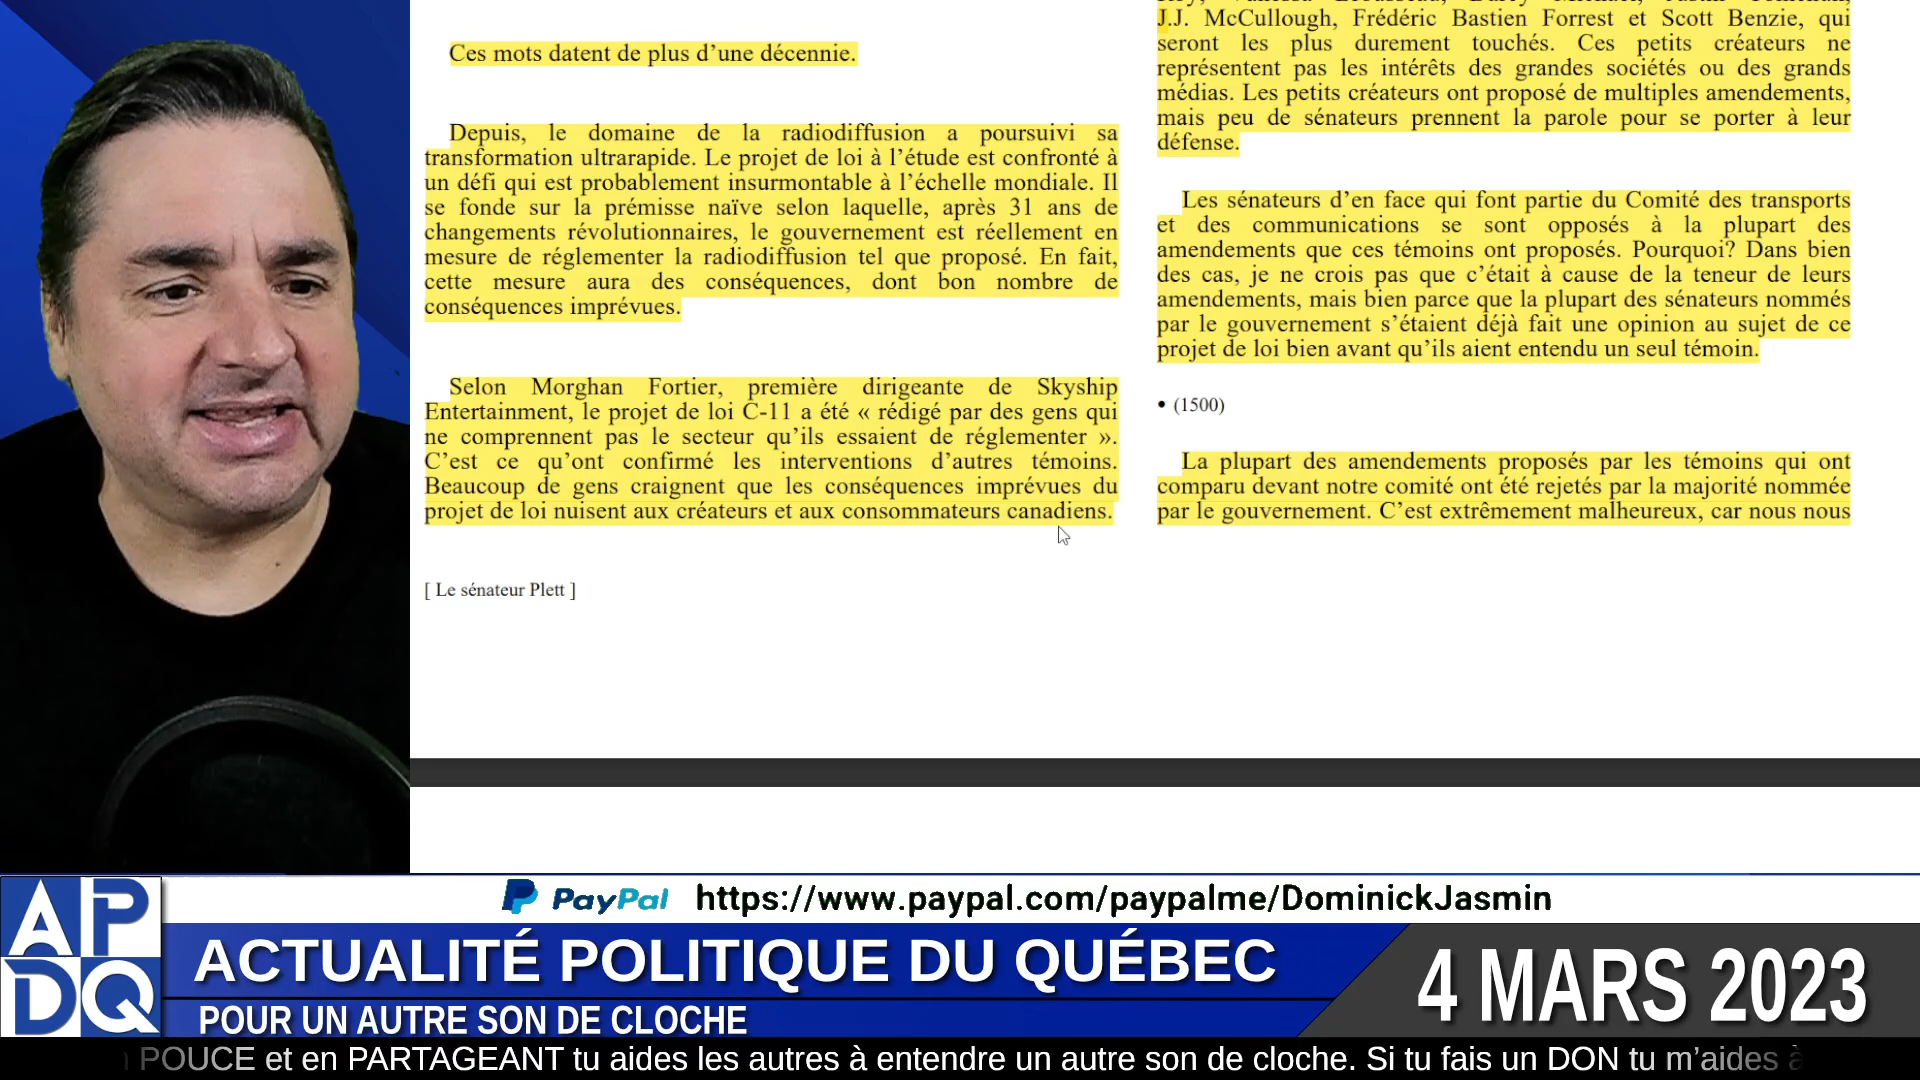 Ces mots datent de plus d’une décennie.
Depuis, le domaine de la radiodiffusion a poursuivi sa
transformation ultrarapide. Le projet de loi à l’étude est confronté à
un défi qui est probablement insurmontable à l’échelle mondiale. Il
se fonde sur la prémisse naïve selon laquelle, après 31 ans de
changements révolutionnaires, le gouvernement est réellement en
mesure de réglementer la radiodiffusion tel que proposé. En fait,
cette mesure aura des conséquences, dont bon nombre de
conséquences imprévues.
Selon Morghan Fortier, première dirigeante de Skyship
Entertainment, le projet de loi C-11 a été « rédigé par des gens qui
ne comprennent pas le secteur qu’ils essaient de réglementer ».
C’est ce qu’ont confirmé les interventions d’autres témoins.
Beaucoup de gens craignent que les conséquences imprévues du
projet de loi nuisent aux créateurs et aux consommateurs canadiens.
[ Le sénateur Plett ]
J.J. McCullough, Frédéric Bastien Forrest et Scott Benzie, qui
seront les plus durement touchés. Ces petits créateurs ne
représentent pas les intérêts des grandes sociétés ou des grands
médias. Les petits créateurs ont proposé de multiples amendements,
mais peu de sénateurs prennent la parole pour se porter à leur
défense.
Les sénateurs d’en face qui font partie du Comité des transports
et des communications se sont opposés à la plupart des
amendements que ces témoins ont proposés. Pourquoi? Dans bien
des cas, je ne crois pas que c’était à cause de la teneur de leurs
amendements, mais bien parce que la plupart des sénateurs nommés
par le gouvernement s’étaient déjà fait une opinion au sujet de ce
projet de loi bien avant qu’ils aient entendu un seul témoin.
• (1500)
La plupart des amendements proposés par les témoins qui ont
comparu devant notre comité ont été rejetés par la majorité nommée
par le gouvernement. C’est extrêmement malheureux, car nous nous
PayPal https://www.paypal.com/paypalme/DominickJasmin
AP
DQ
ACTUALITÉ POLITIQUE DU QUÉBEC
POUR UN AUTRE SON DE CLOCHE
4 MARS 2023
POUCE et en PARTAGEANT tu aides les autres à entendre un autre son de cloche. Si tu fais un DON tu m’aides à